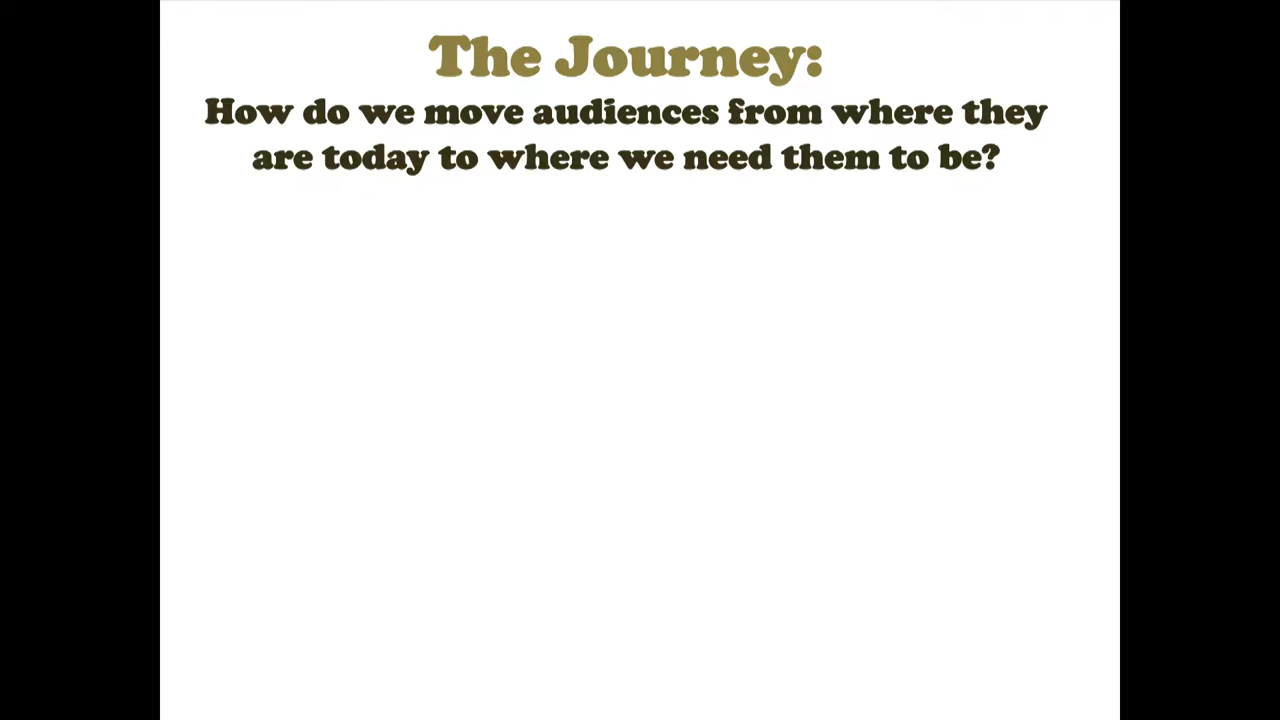 The Journey:
How do we move audiences from where they
are today to where we need them to be?